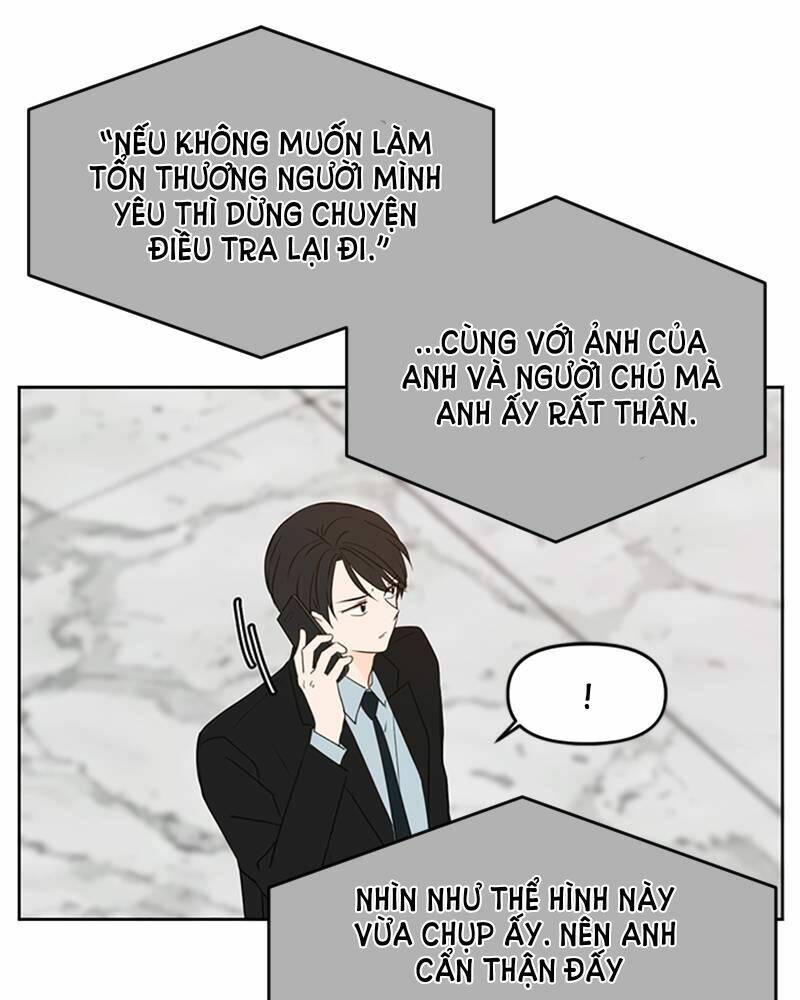 “NẾU KHÔNG MUỐN LÀM
TỔN THƯƠNG NGƯỜI MÌNH
YÊU THÌ DỪNG CHUYỆN
ĐIỀU TRA LẠI ĐI.”
...CÙNG VỚI ẢNH CỦA
ANH VÀ NGƯỜI CHÚ MÀ
ANH ẤY RẤT THÂN.
!
NHÌN NHƯ THỂ HÌNH NÀY
VỪA CHỤP ẤY. NÊN ANH
CẨN THẬN ĐẤY